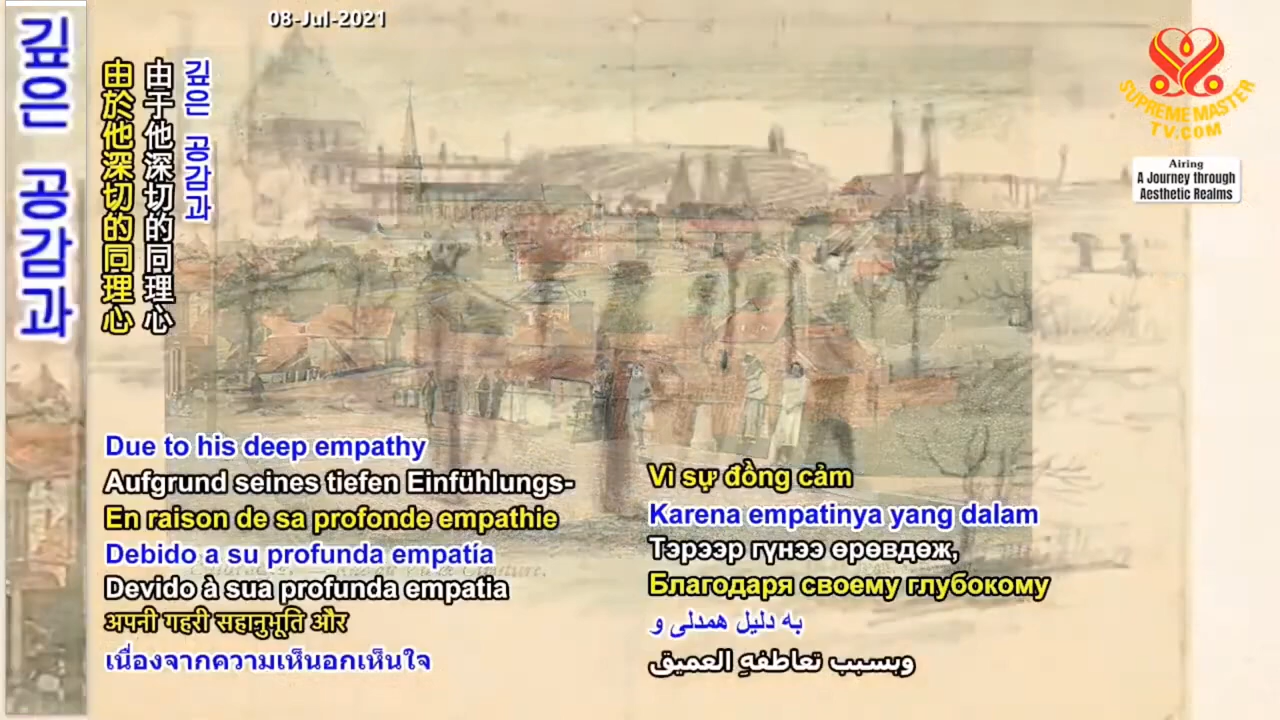 08-Jul-2021
깊은 공감과
由於他深切的同理心
由于他深切的同理心
깊은 공감과
SUPREME MASTER
TV.COM
Airing
A Journey through
Aesthetic Realms
Due to his deep empathy
Aufgrund seines tiefen Einfühlungs-
En raison de sa profonde empathie
Debido a su profunda empatía
Devido à sua profunda empatia
अपनी गहरी सहानुभूति और
เนื่องจากความเห็นอกเห็นใจ
Vì sự đồng cảm
Karena empatinya yang dalam
Тэрээр гүнээ өрөвдөж,
Благодаря своему глубокому
به دلیل همدلی و
وبسبب تعاطفهِ العميق